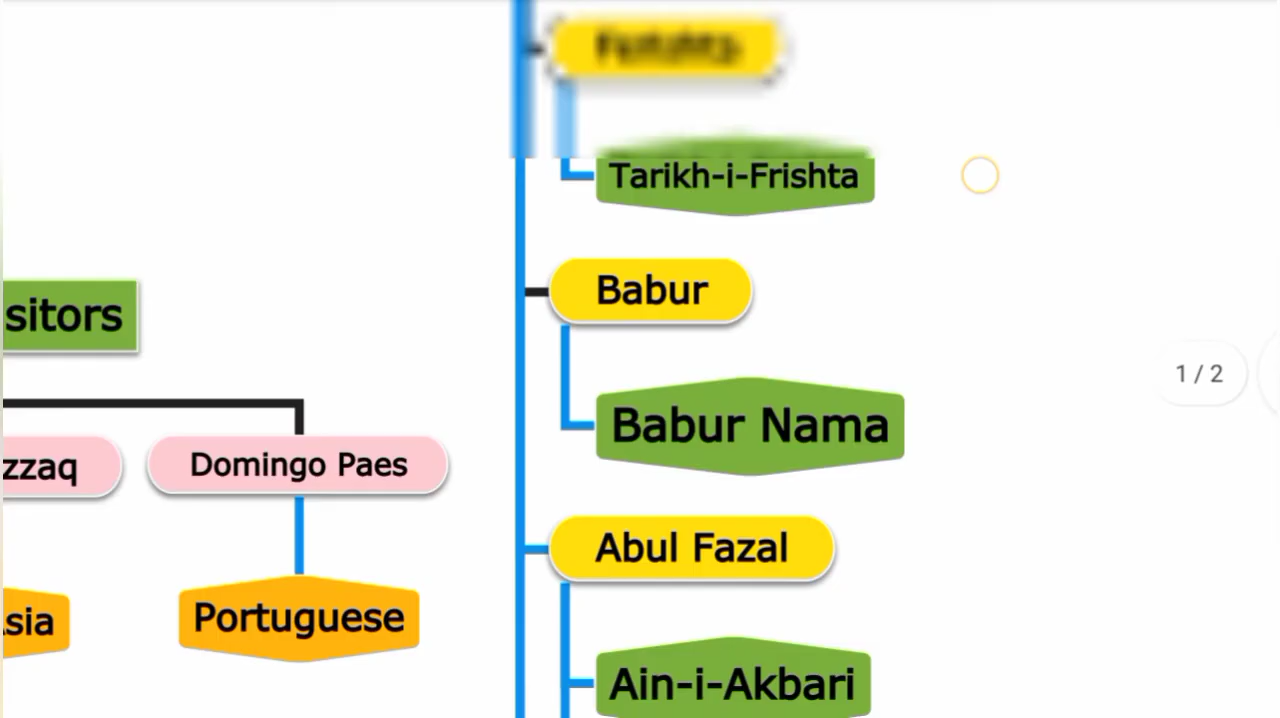 Tarikh-i-Frishta
sitors
Babur
1 / 2
Babur Nama
zzaq
Domingo Paes
Abul Fazal
sia
Portuguese
Ain-i-Akbari